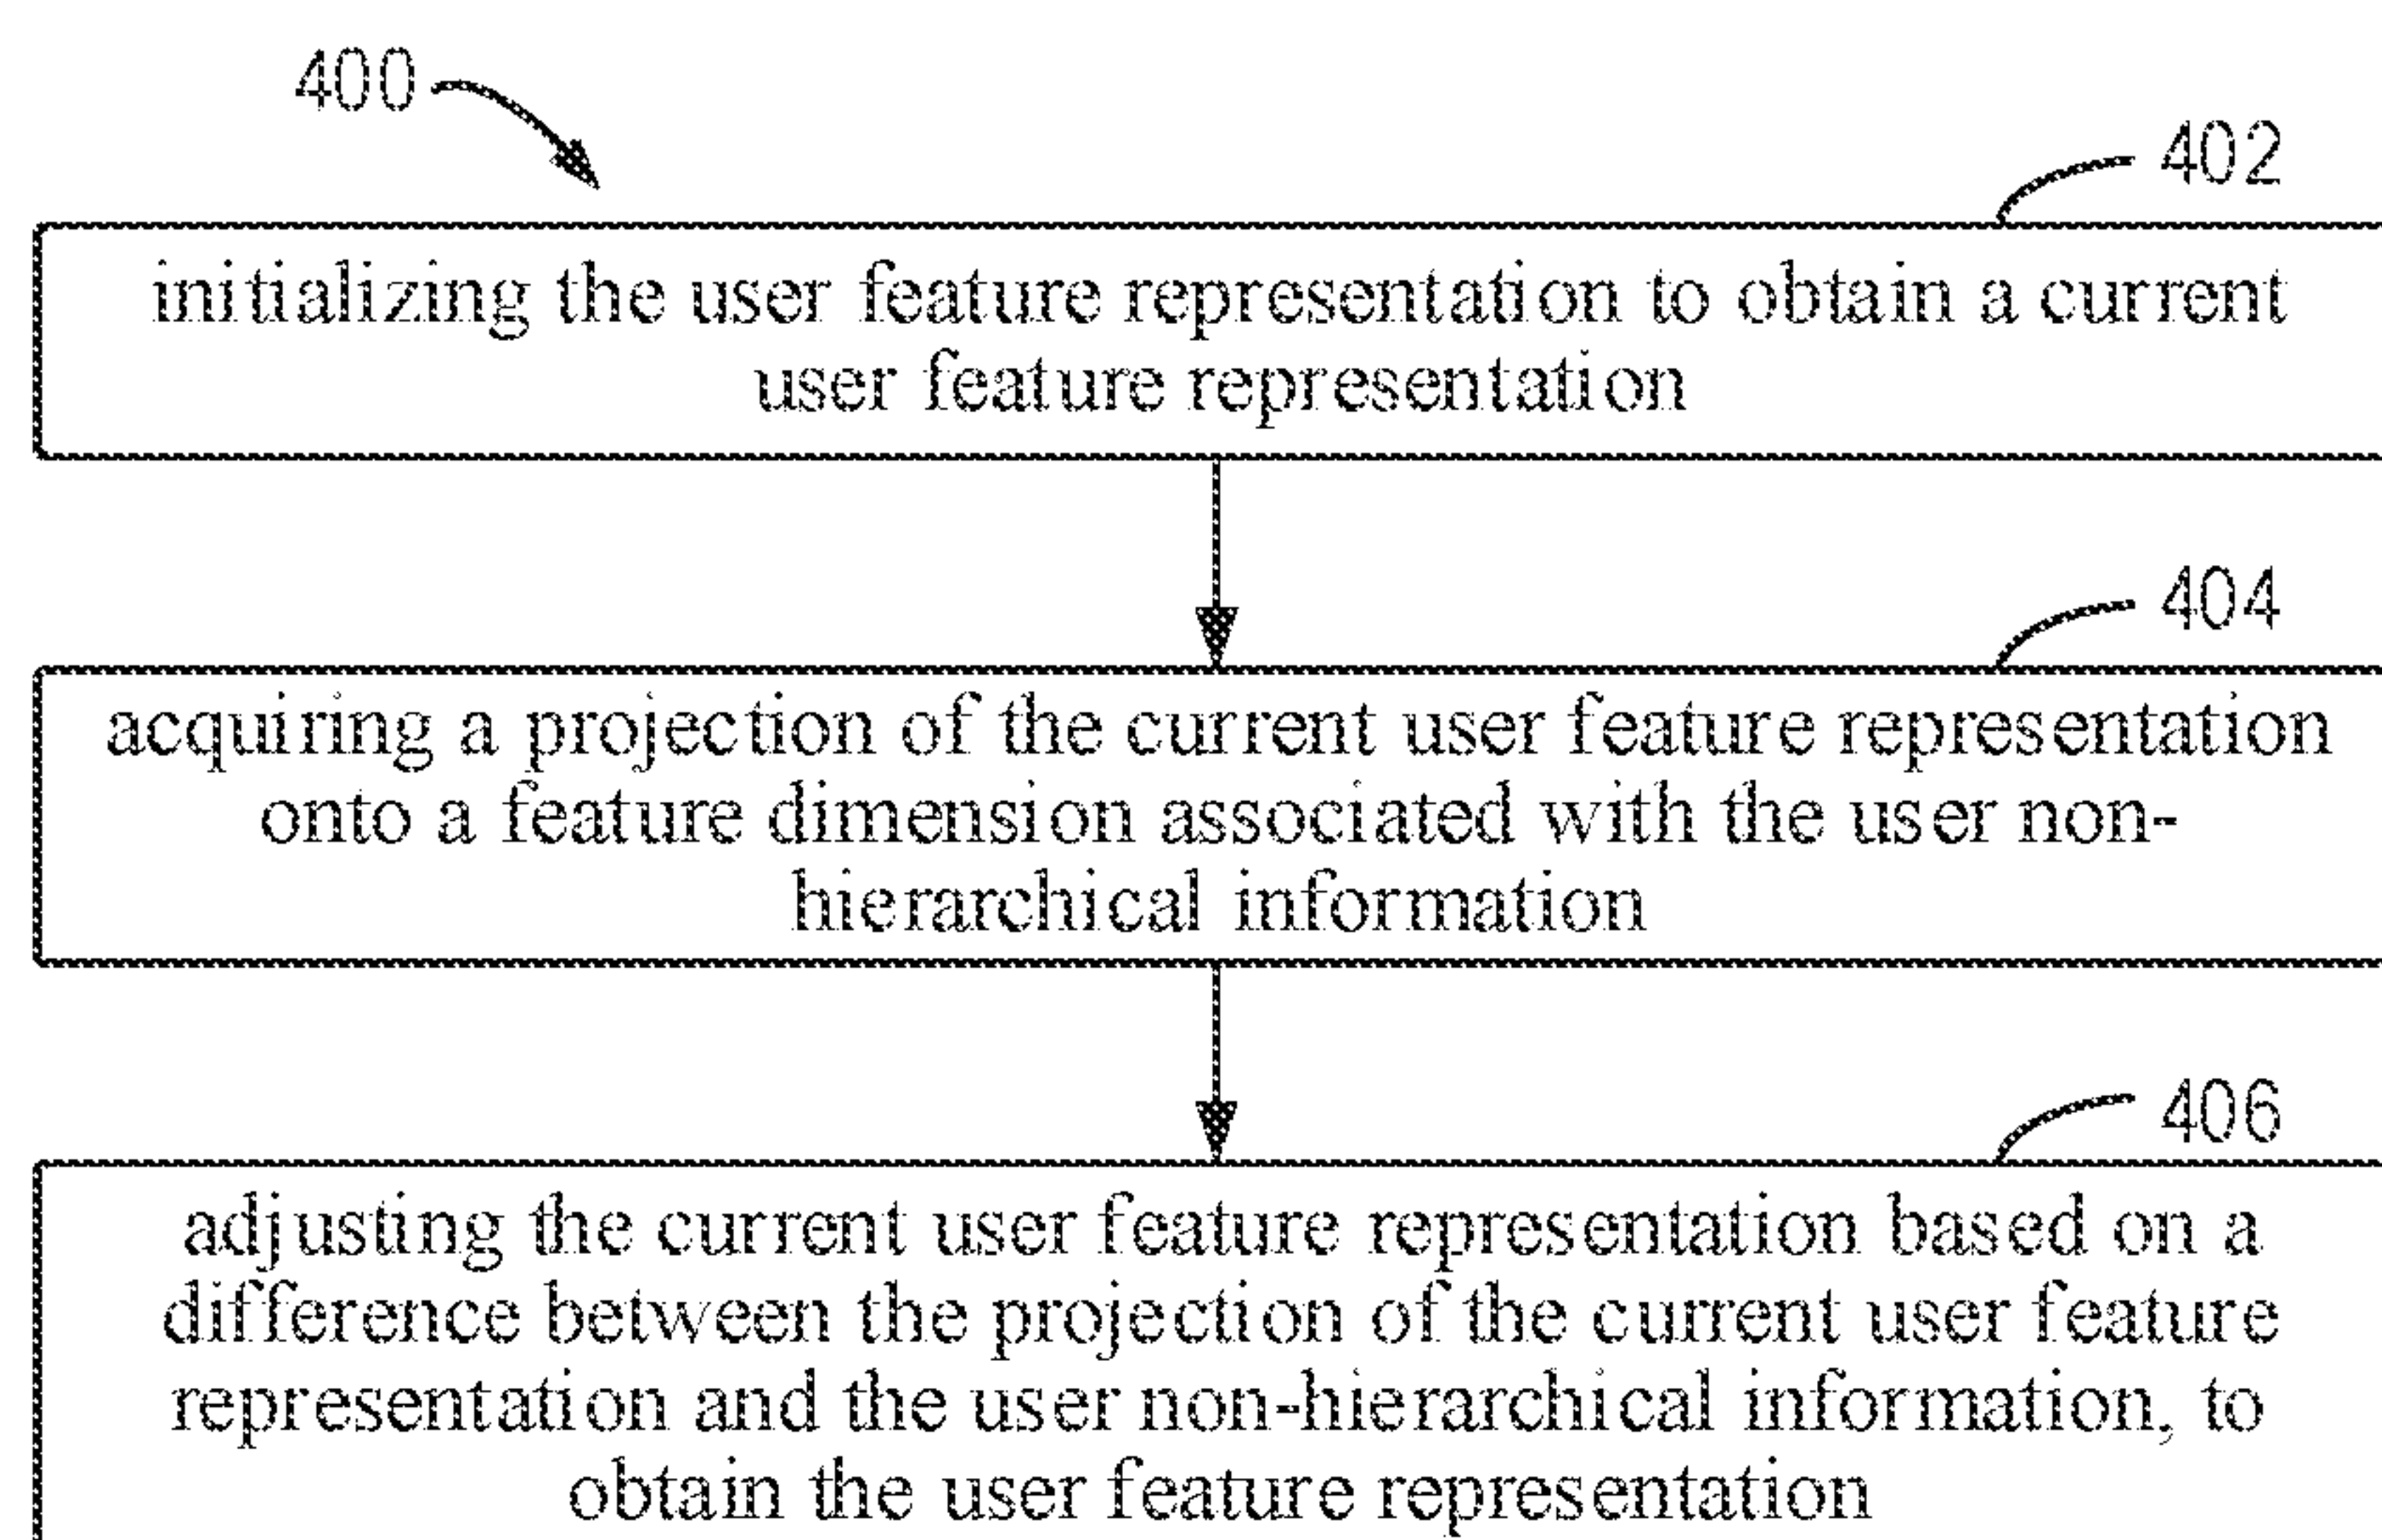 400
402
initializing the user feature representation to obtain a current
user feature representation
404
acquiring a projection of the current user feature representation
onto a feature dimension associated with the user non-
hierarchical information
406
adjusting the current user feature representation based on a
difference between the projection of the current user feature
representation and the user non-hierarchical information, to
obtain the user feature representation